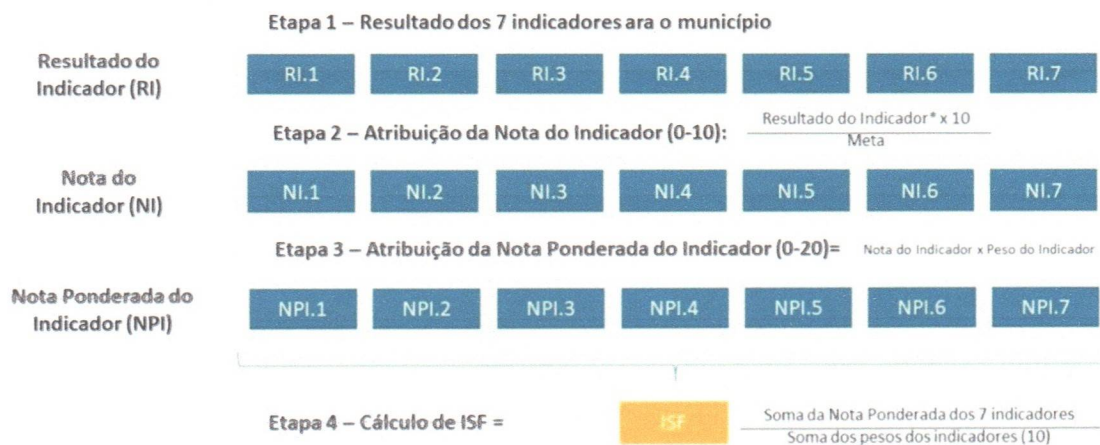 Etapa 1 – Resultado dos 7 indicadores ara o município
Resultado do
Indicador (RI)
RI.1 RI.2 RI.3 RI.4 RI.5 RI.6 RI.7
Etapa 2 – Atribuição da Nota do Indicador (0-10):
Resultado do Indicador* x 10
Meta
Nota do
Indicador (NI)
NI.1 NI.2 NI.3 NI.4 NI.5 NI.6 NI.7
Etapa 3 – Atribuição da Nota Ponderada do Indicador (0-20)= Nota do Indicador x Peso do Indicador
Nota Ponderada do
Indicador (NPI)
NPI.1 NPI.2 NPI.3 NPI.4 NPI.5 NPI.6 NPI.7
Etapa 4 – Cálculo de ISF = ISF
Soma da Nota Ponderada dos 7 indicadores
Soma dos pesos dos indicadores (10)